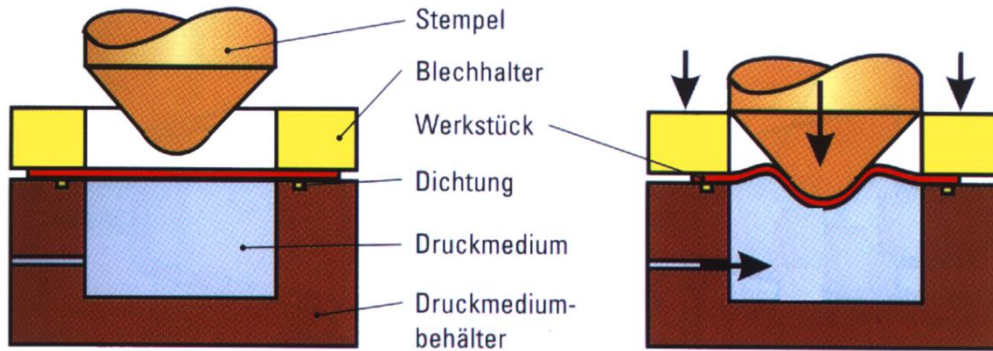 Stempel
Blechhalter
Werkstück
Dichtung
Druckmedium
Druckmedium-
behälter